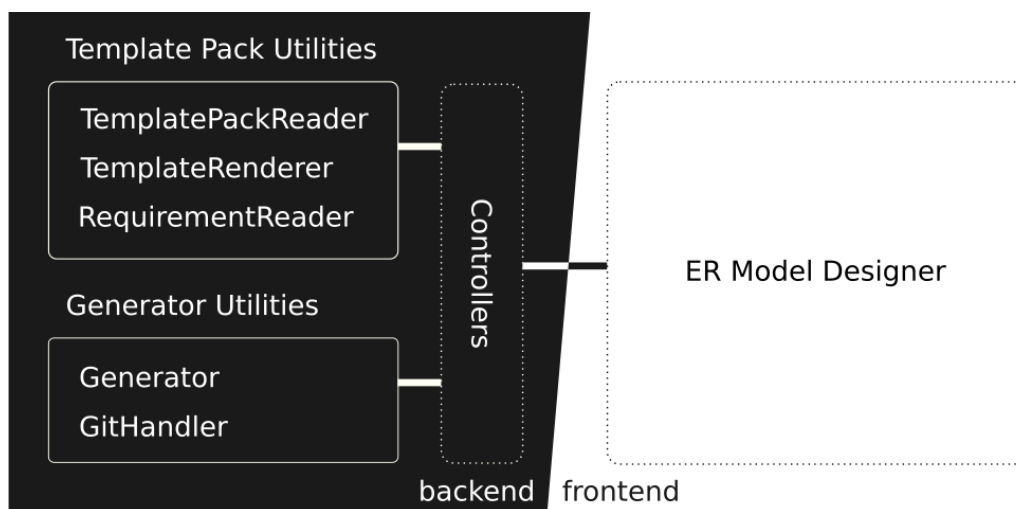 Template Pack Utilities
TemplatePackReader
TemplateRenderer
RequirementReader
Generator Utilities
Generator
GitHandler
Controllers
ER Model Designer
backend
frontend